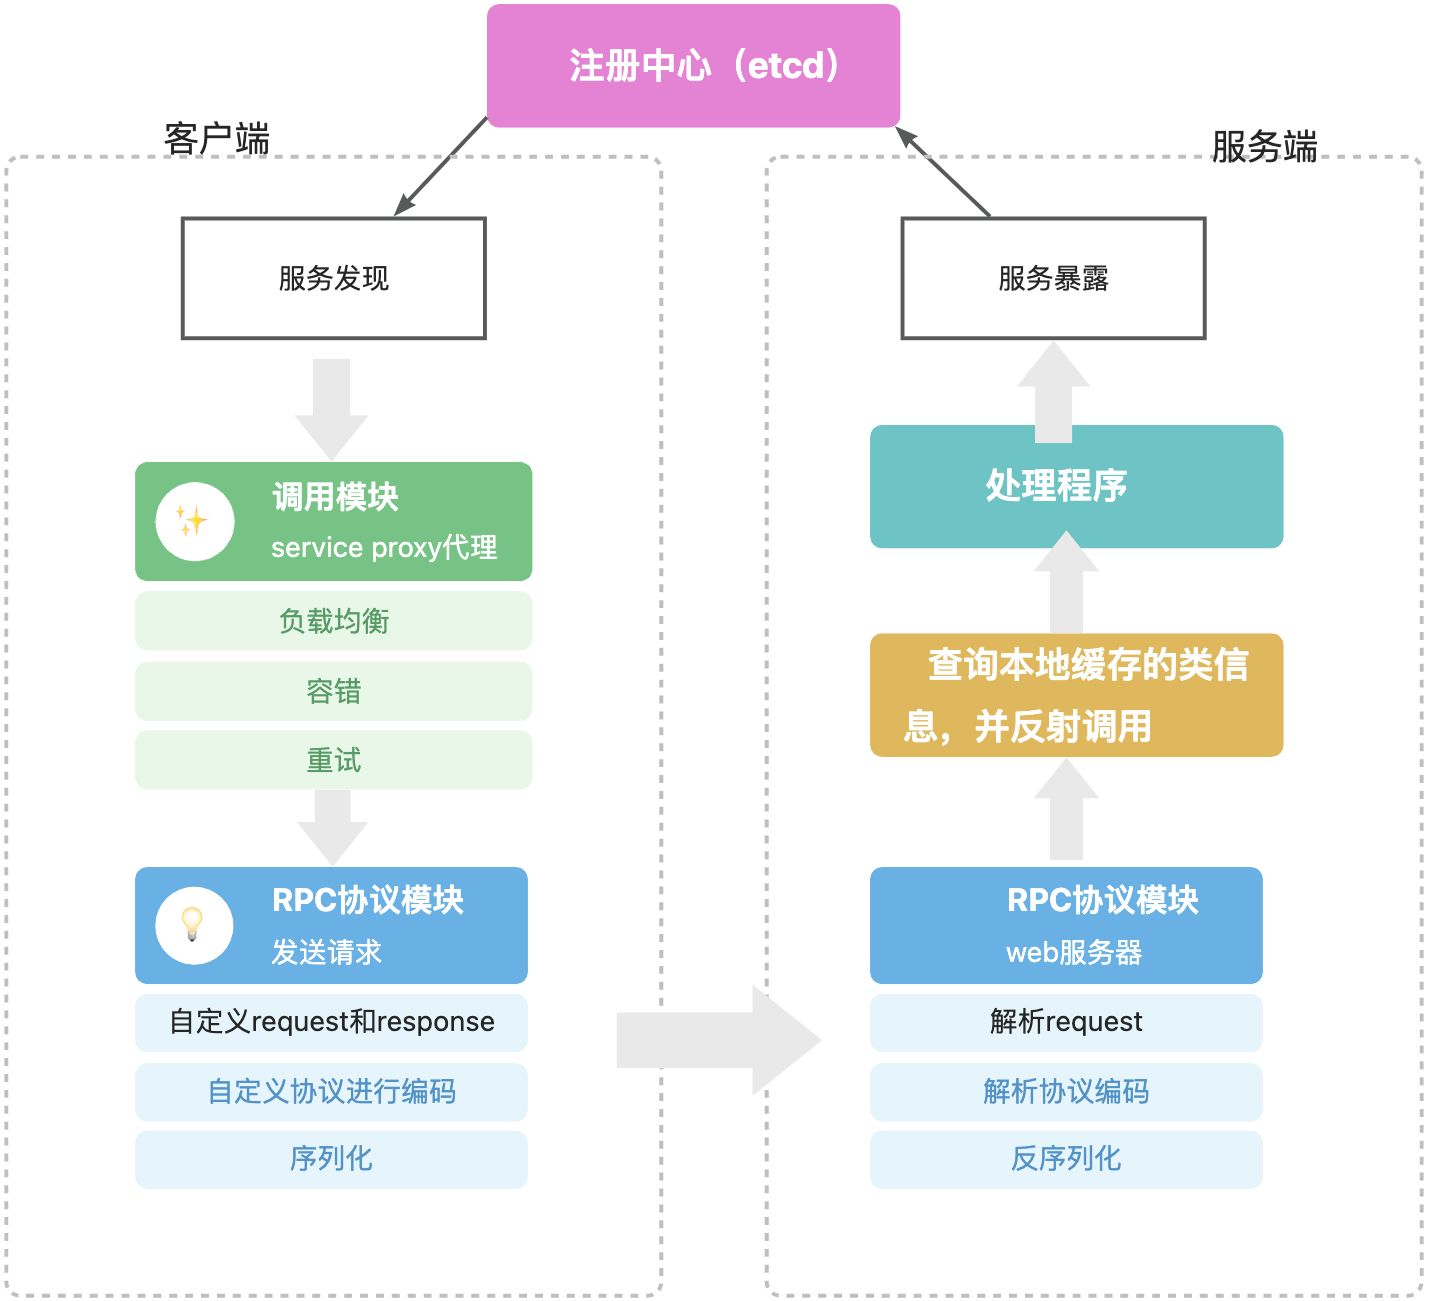 注册中心（etcd）
客户端
服务发现
调用模块
service proxy代理
负载均衡
容错
重试
RPC协议模块
发送请求
自定义request和response
自定义协议进行编码
序列化
服务端
服务暴露
处理程序
查询本地缓存的类信
息，并反射调用
RPC协议模块
web服务器
解析request
解析协议编码
反序列化